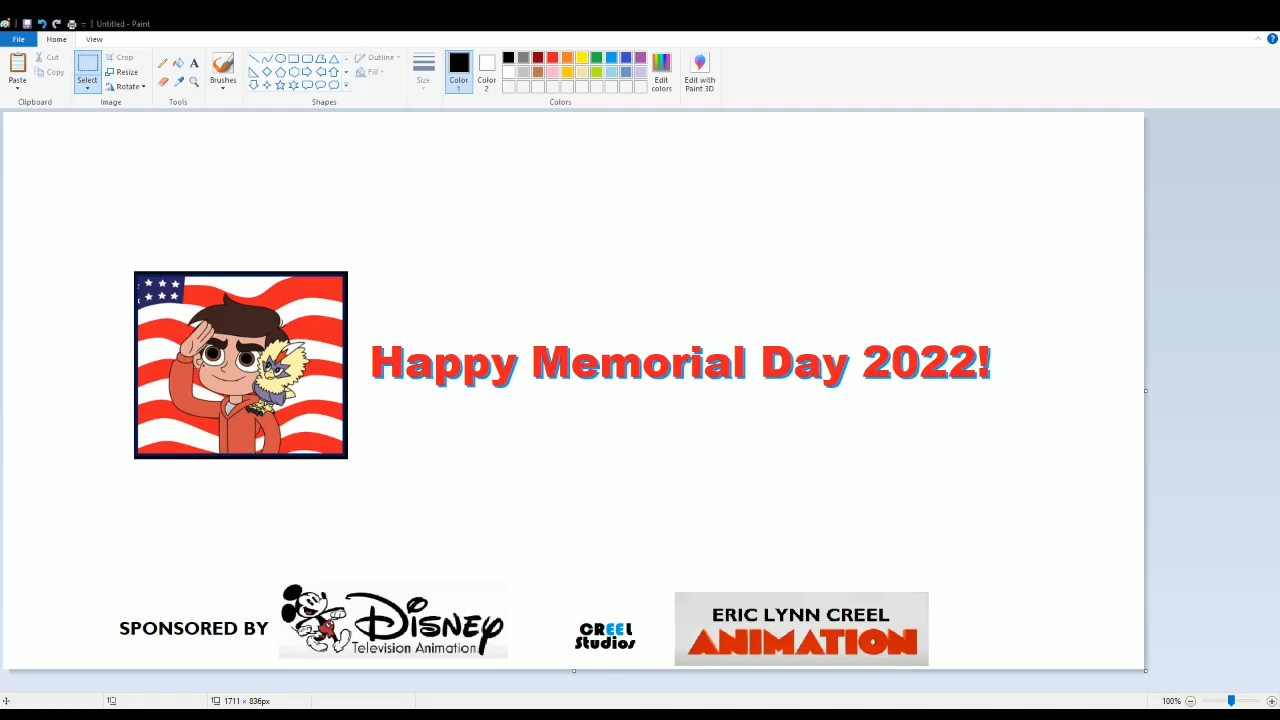 Untitled - Paint
File Home View
Paste
Cut
Copy
Clipboard
Select
Crop
Resize
Rotate
Image
Tools
Brushes
Shapes
Outline
Fill
Size
Color 1
Color 2
Colors
Edit colors
Edit with Paint 3D
Happy Memorial Day 2022!
SPONSORED BY
Disney
Television Animation
CREEL
Studios
ERIC LYNN CREEL
ANIMATION
1711 × 836px
100%